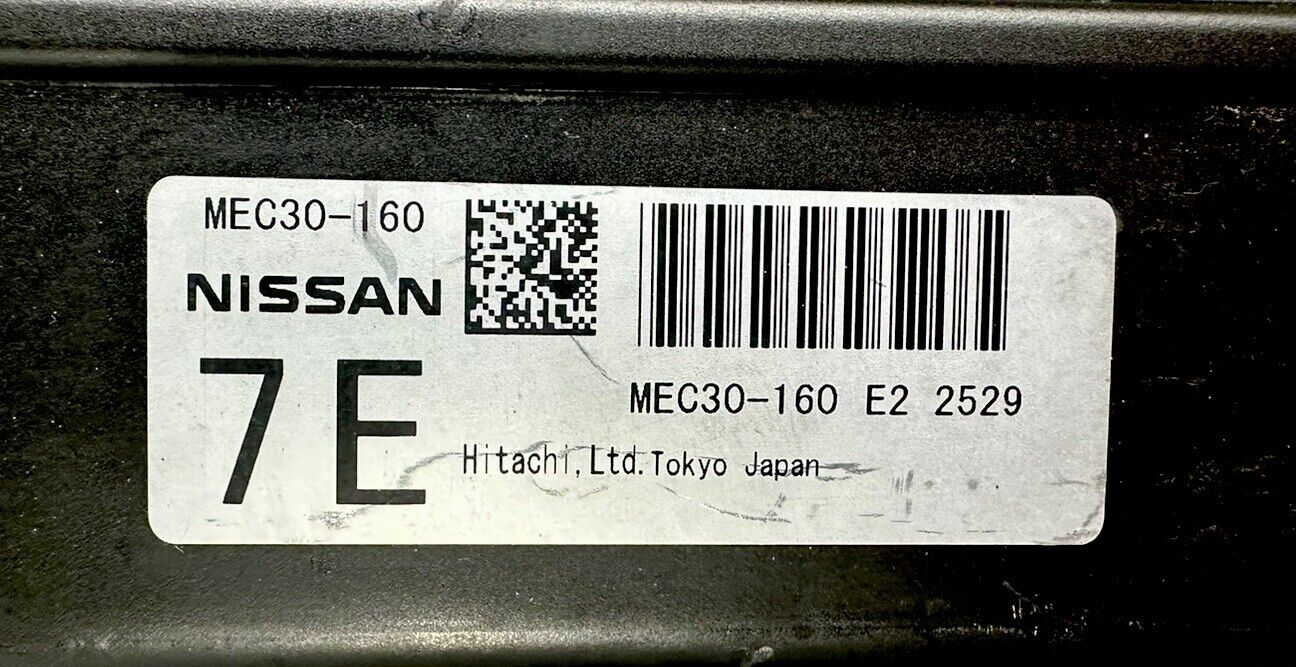 MEC30-160
NISSAN
7E
MEC30-160 E2 2529
Hitachi,Ltd.Tokyo Japan